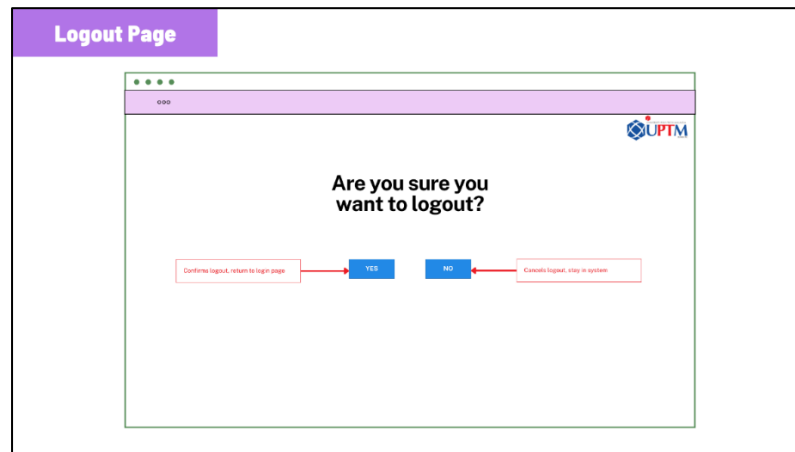 Logout Page
UPTM
Are you sure you
want to logout?
Confirms logout, return to login page
YES
NO
Cancels logout, stay in system